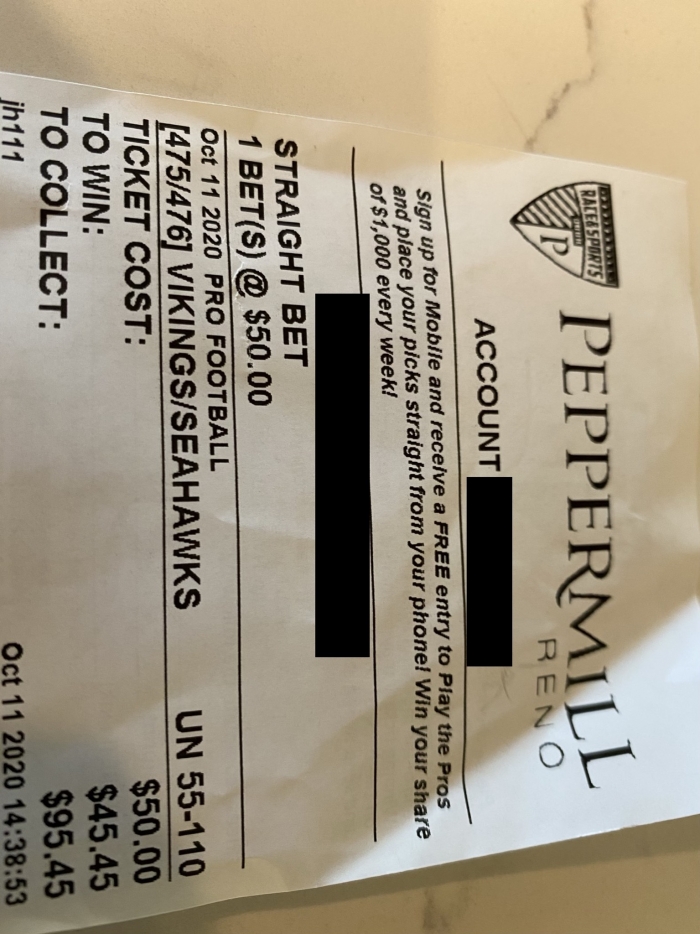 RACE&SPORTS
P
PEPPERMILL
RENO
ACCOUNT
Sign up for Mobile and receive a FREE entry to Play the Pros
and place your picks straight from your phone! Win your share
of $1,000 every week!
STRAIGHT BET
1 BET(S) @ $50.00
Oct 11 2020 PRO FOOTBALL
[475/476] VIKINGS/SEAHAWKS UN 55-110
TICKET COST: $50.00
TO WIN: $45.45
TO COLLECT: $95.45
jh111 Oct 11 2020 14:38:53